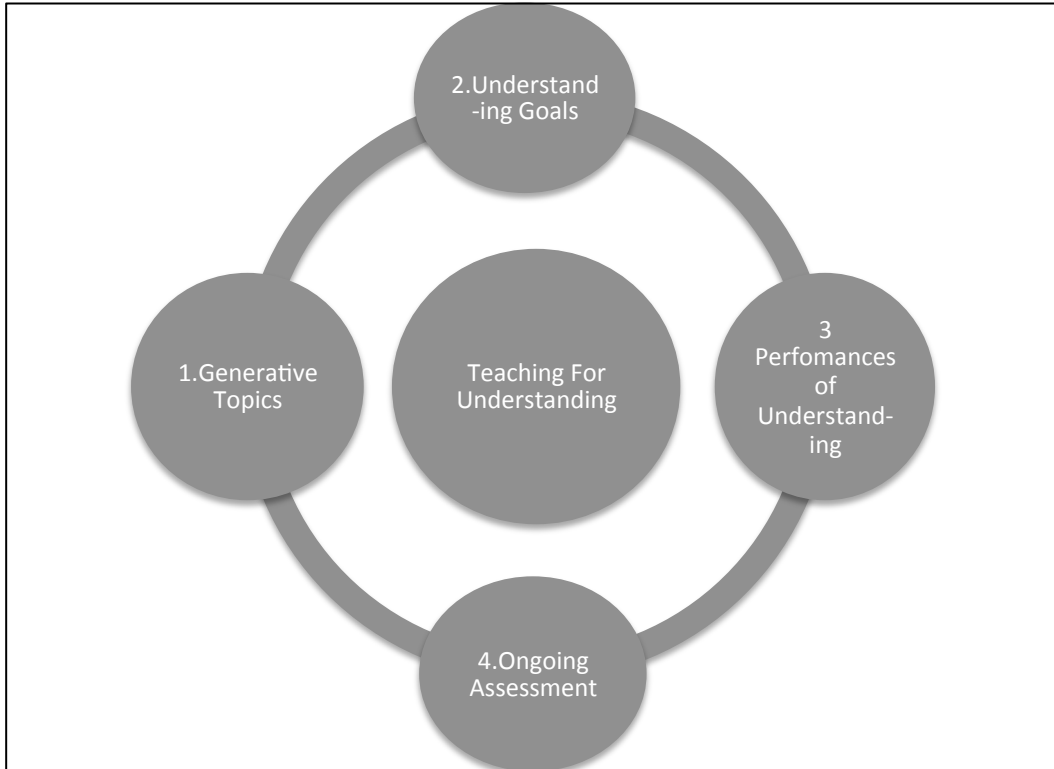 2.Understand
-ing Goals
1.Generative
Topics
Teaching For
Understanding
3
Perfomances
of
Understand-
ing
4.Ongoing
Assessment